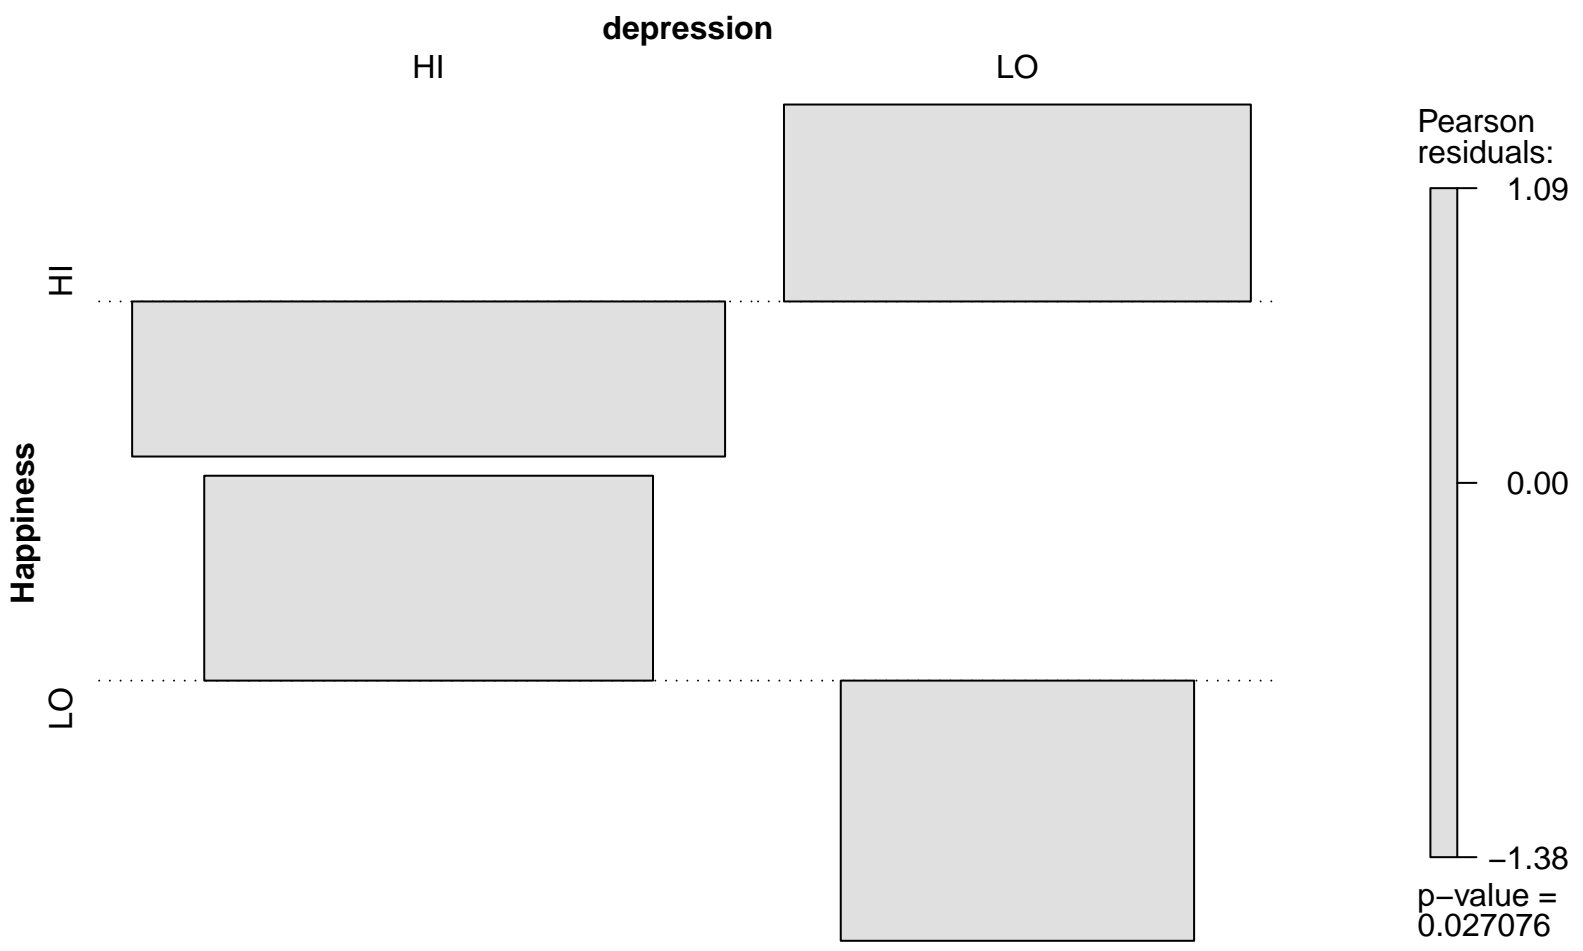 depression
HI
LO
Happiness
HI
LO
Pearson
residuals:
1.09
0.00
−1.38
p−value =
0.027076